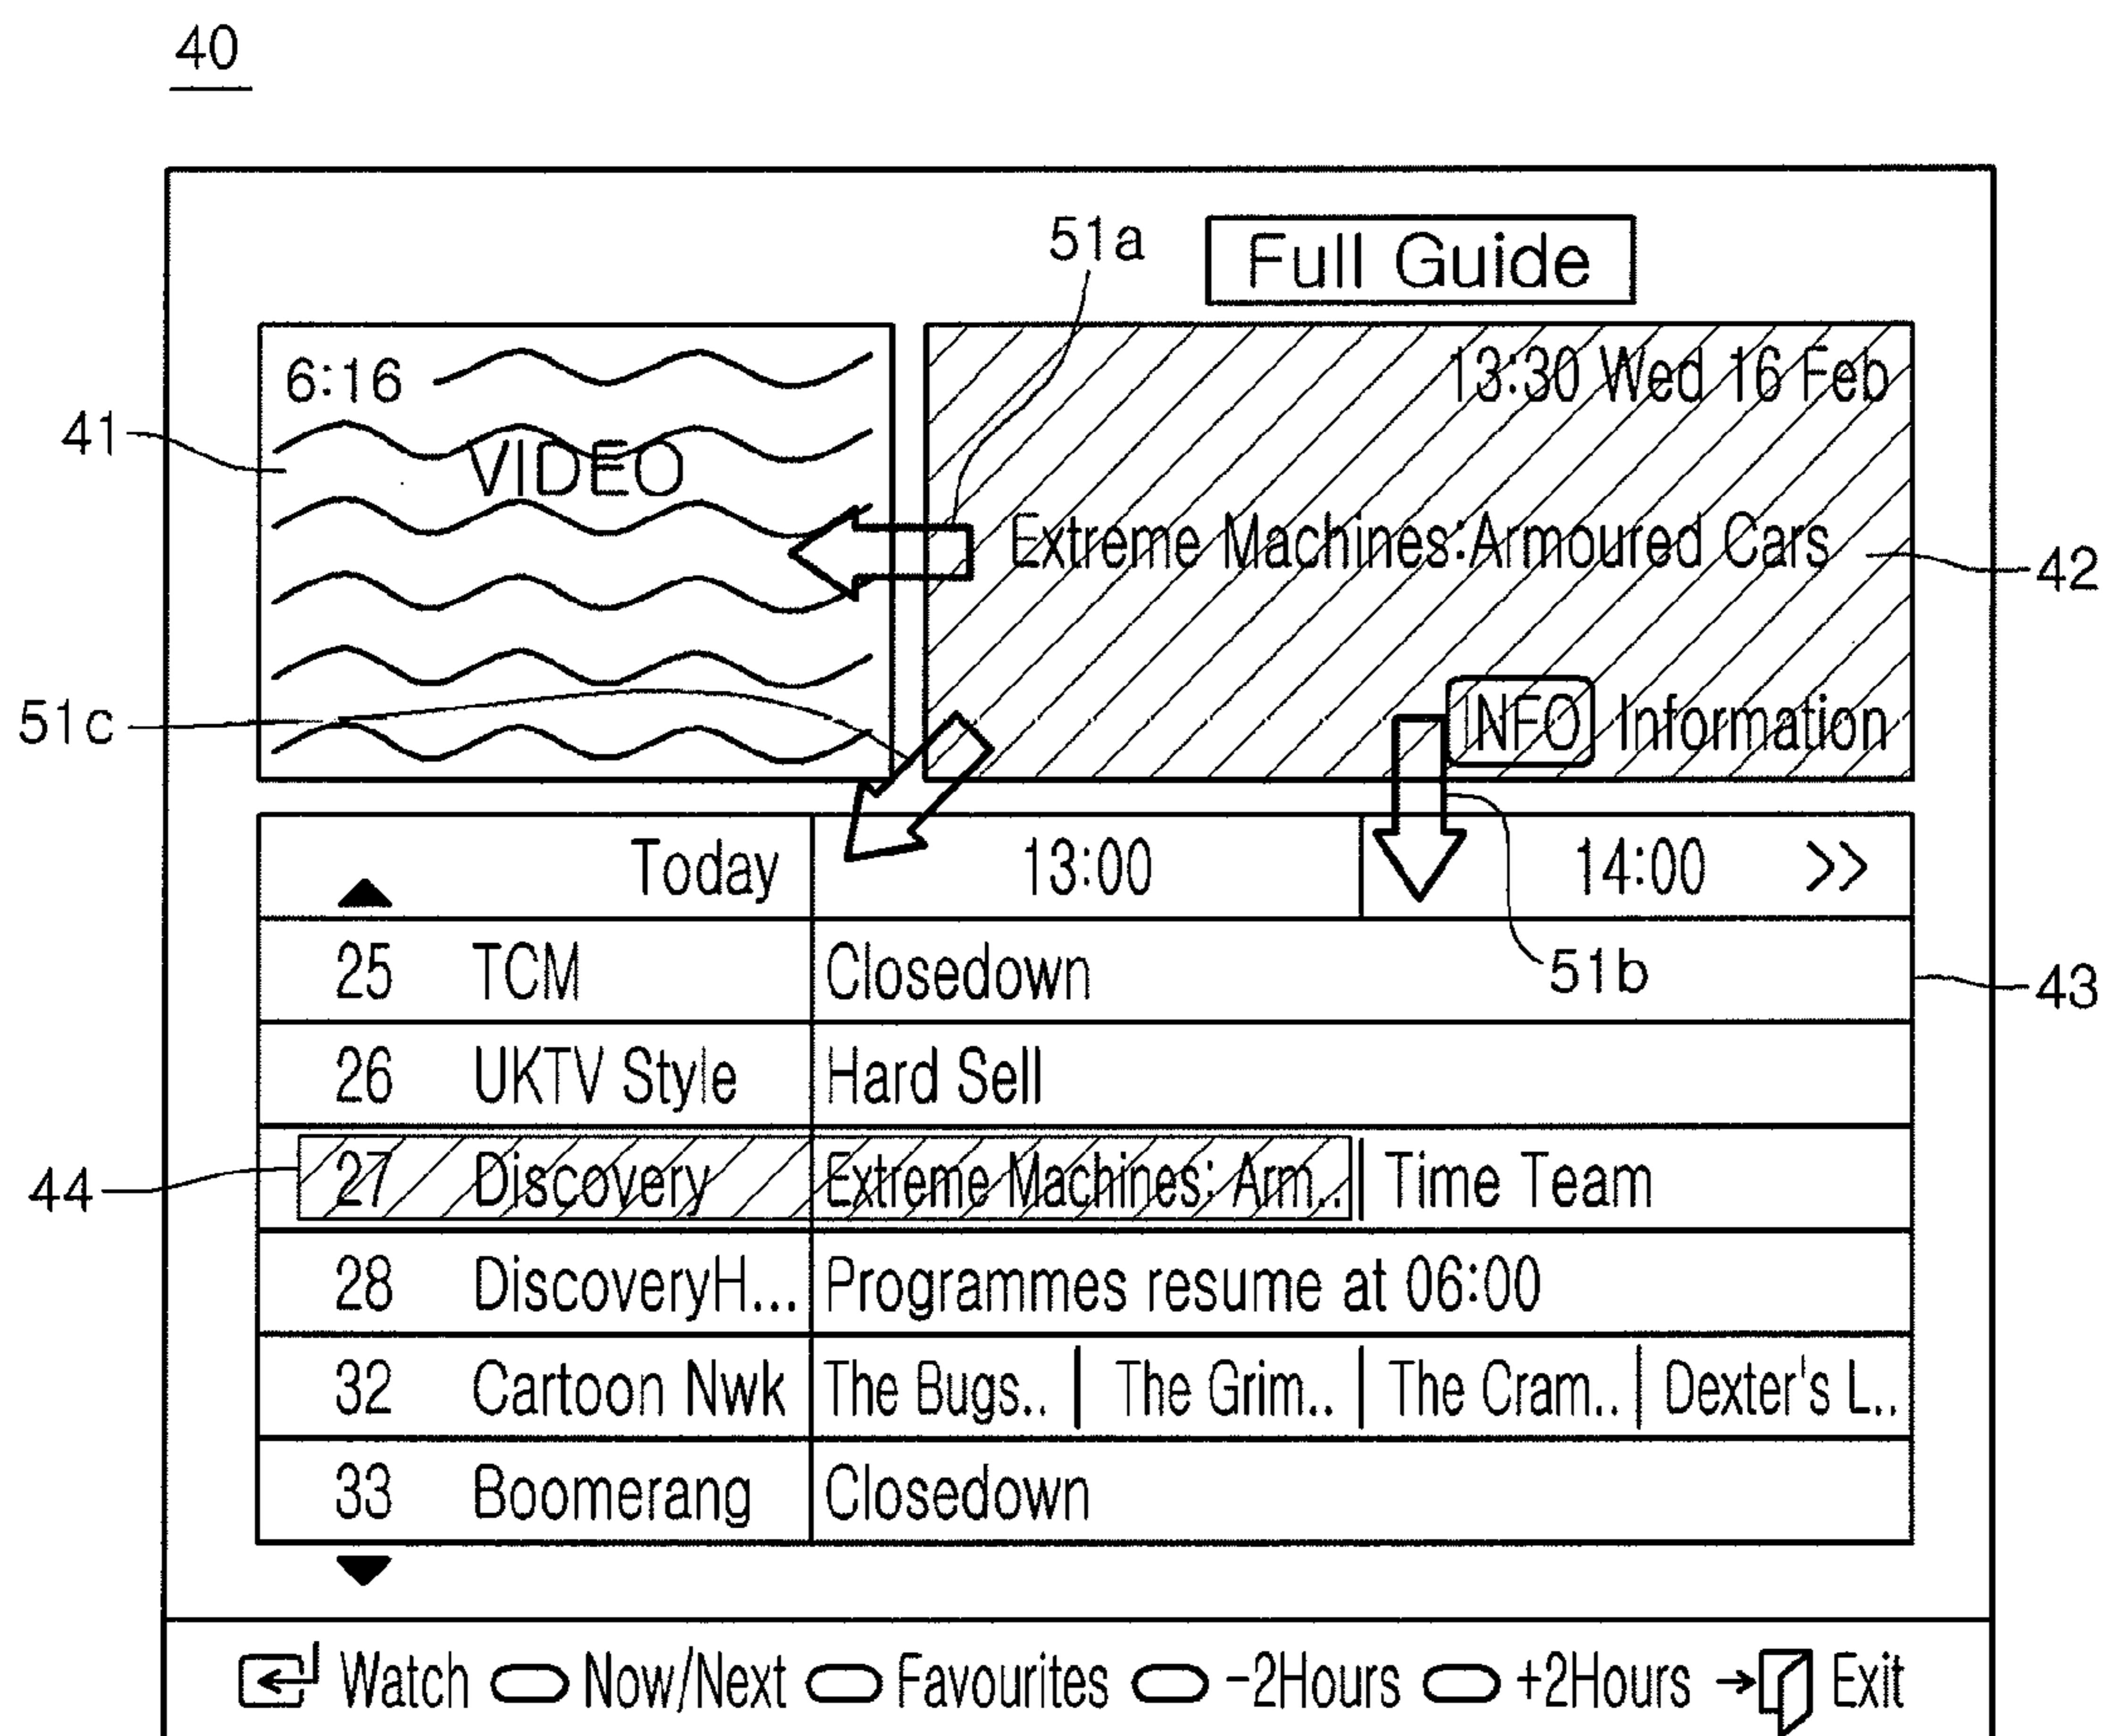 40
51a
Full Guide
6:16
13:30 Wed 16 Feb
41
VIDEO
Extreme Machines:Armoured Cars
42
51c
INFO Information
Today 13:00 14:00 >>
25 TCM Closedown
51b
43
26 UKTV Style Hard Sell
44
27 Discovery Extreme Machines: Arm.. Time Team
28 DiscoveryH... Programmes resume at 06:00
32 Cartoon Nwk The Bugs.. The Grim.. The Cram.. Dexter's L..
33 Boomerang Closedown
Watch Now/Next Favourites -2Hours +2Hours Exit